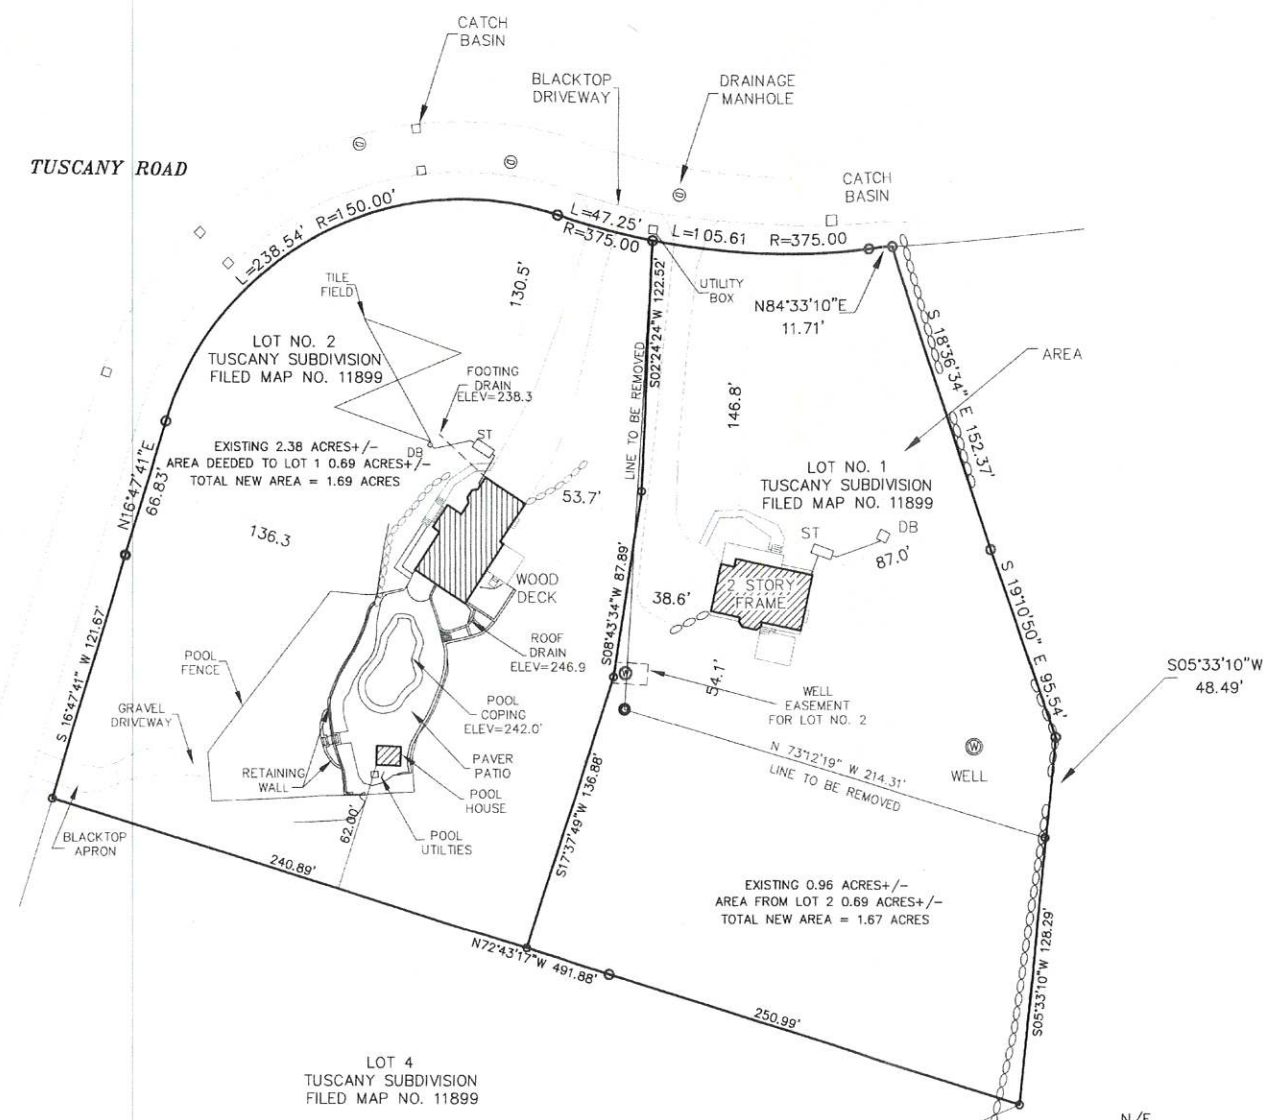 CATCH
BASIN
BLACKTOP
DRIVEWAY
DRAINAGE
MANHOLE
TUSCANY ROAD
CATCH
BASIN
L=238.54' R=150.00'
L=47.25'
R=375.00
L=105.61 R=375.00
UTILITY
BOX
N84°33'10"E
11.71'
TILE
FIELD
130.5'
S02°24'24"W 122.52'
LINE TO BE REMOVED
S 18°36'34" E 152.37'
AREA
LOT NO. 2
TUSCANY SUBDIVISION
FILED MAP NO. 11899
FOOTING
DRAIN
ELEV=238.3
146.8'
EXISTING 2.38 ACRES+/-
AREA DEEDED TO LOT 1 0.69 ACRES+/-
TOTAL NEW AREA = 1.69 ACRES
DB
ST
N16°47'41"E
66.83'
LOT NO. 1
TUSCANY SUBDIVISION
FILED MAP NO. 11899
53.7'
136.3
ST
DB
87.0'
WOOD
DECK
2 STORY
FRAME
38.6'
S08°43'34"W 87.89'
S 19°10'50" E 95.54'
S 16°47'41" W 121.67'
POOL
FENCE
ROOF
DRAIN
ELEV=246.9
54.1'
WELL
EASEMENT
FOR LOT NO. 2
S05°33'10"W
48.49'
GRAVEL
DRIVEWAY
POOL
COPING
ELEV=242.0'
N 73°12'19" W 214.31'
LINE TO BE REMOVED
W
W
WELL
RETAINING
WALL
PAVER
PATIO
POOL
HOUSE
S17°37'49"W 136.88'
BLACKTOP
APRON
62.00'
POOL
UTILTIES
240.89'
EXISTING 0.96 ACRES+/-
AREA FROM LOT 2 0.69 ACRES+/-
TOTAL NEW AREA = 1.67 ACRES
N72°43'17"W 491.88'
S05°33'10"W 128.29'
250.99'
LOT 4
TUSCANY SUBDIVISION
FILED MAP NO. 11899